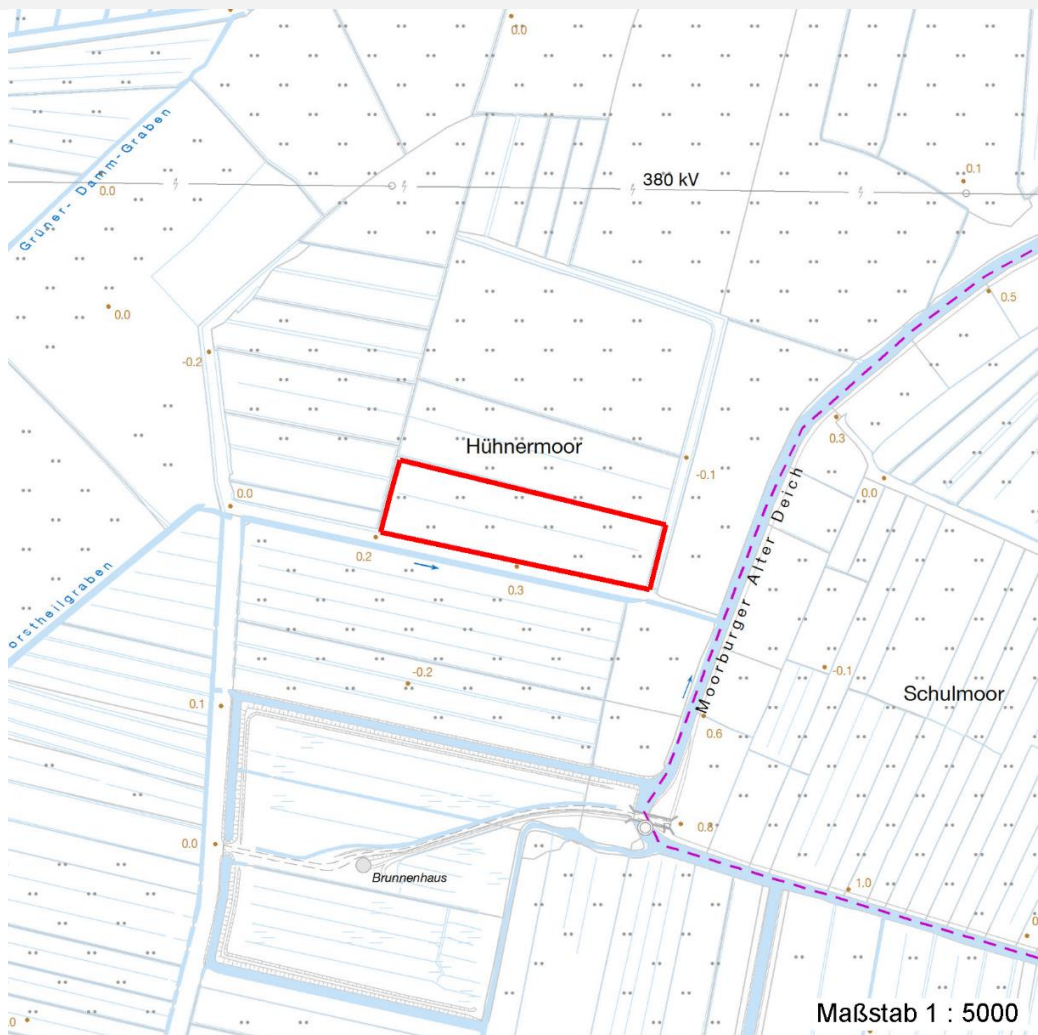 0.0
Grüner- Damm-Graben
0.0
380 kV
0.1
0.0
0.5
-0.2
0.3
Hühnermoor
-0.1
0.0
0.0
0.2
0.3
orstheilgraben
Moorburger Alter Deich
-0.2
-0.1
Schulmoor
0.1
0.6
0.8
0.0
Brunnenhaus
1.0
Maßstab 1 : 5000